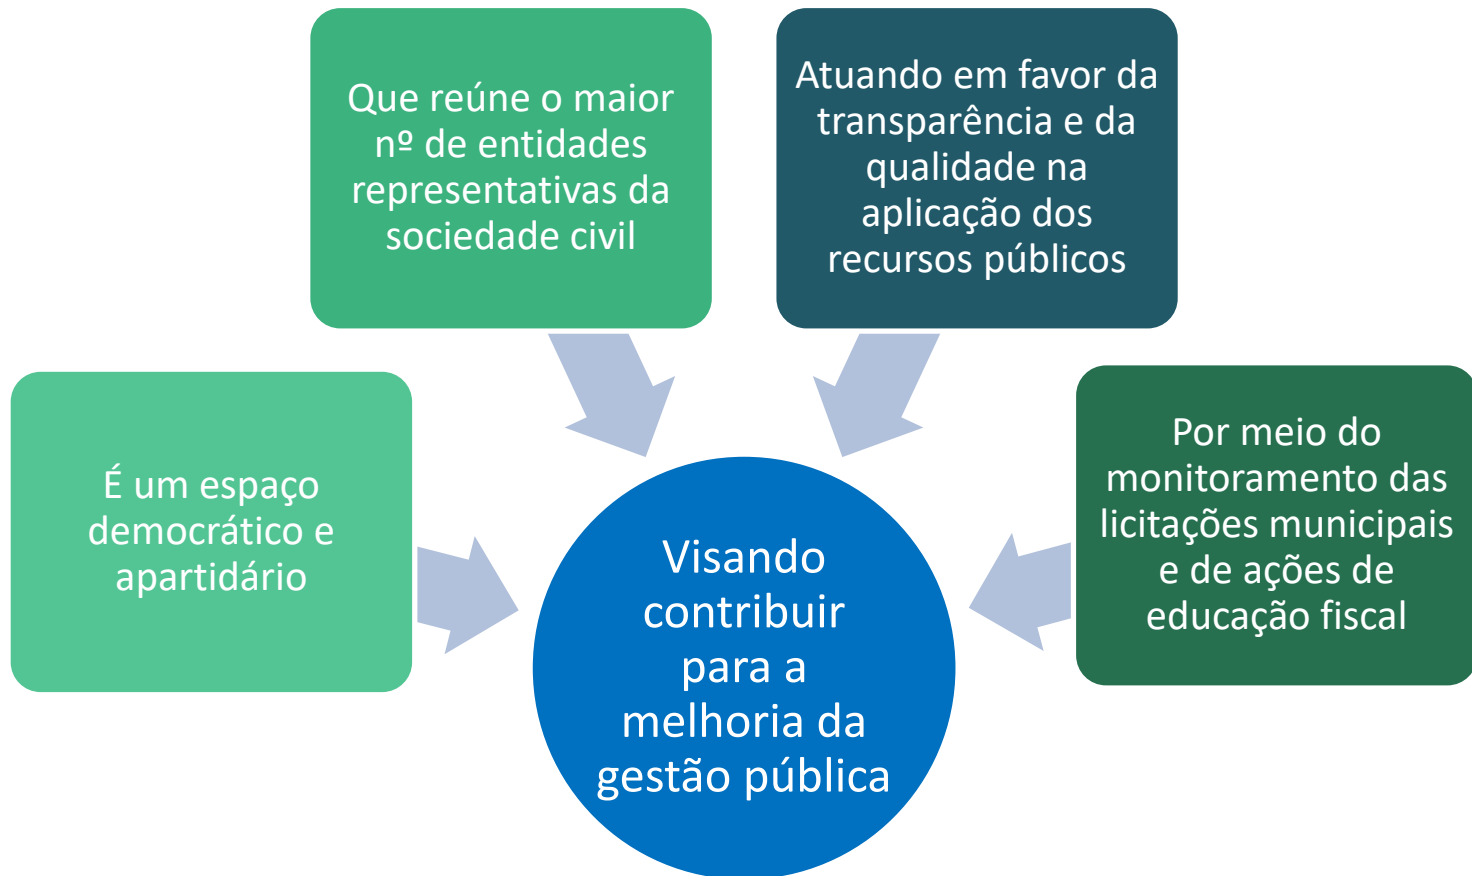 É um espaço
democrático e
apartidário
Que reúne o maior
nº de entidades
representativas da
sociedade civil
Atuando em favor da
transparência e da
qualidade na
aplicação dos
recursos públicos
Por meio do
monitoramento das
licitações municipais
e de ações de
educação fiscal
Visando
contribuir
para a
melhoria da
gestão pública